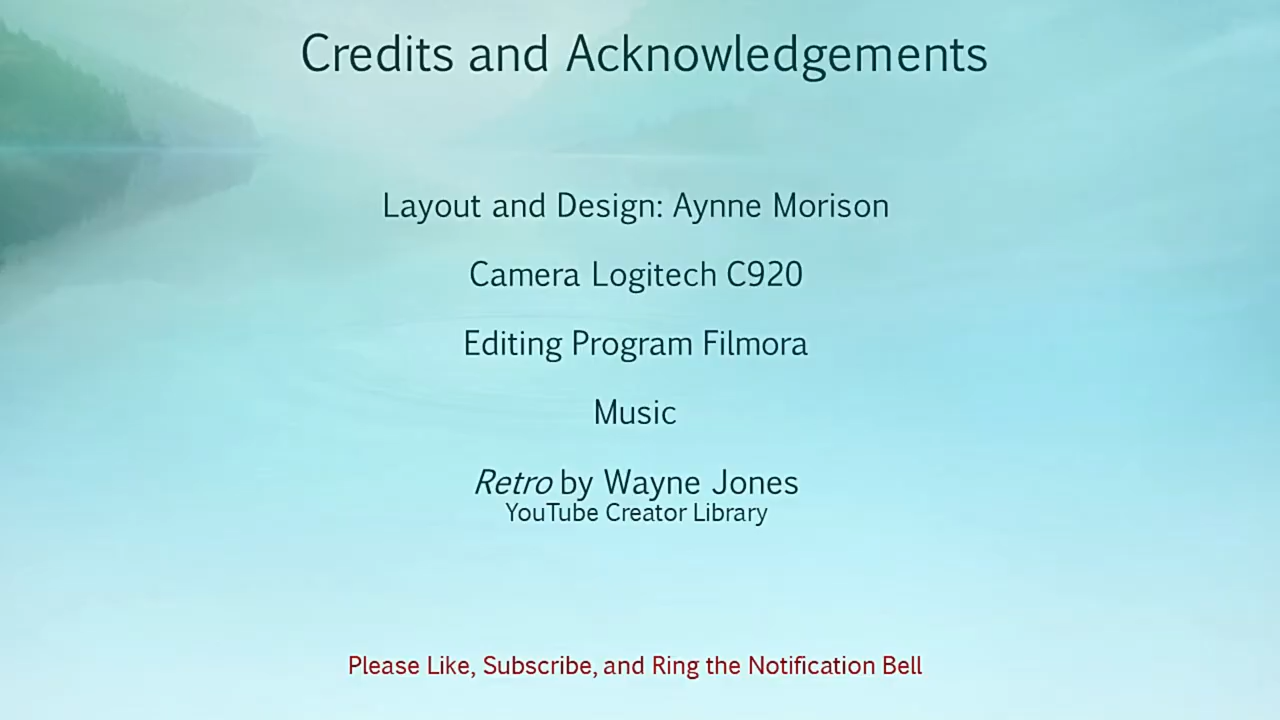 Credits and Acknowledgements
Layout and Design: Aynne Morison
Camera Logitech C920
Editing Program Filmora
Music
Retro by Wayne Jones
YouTube Creator Library
Please Like, Subscribe, and Ring the Notification Bell